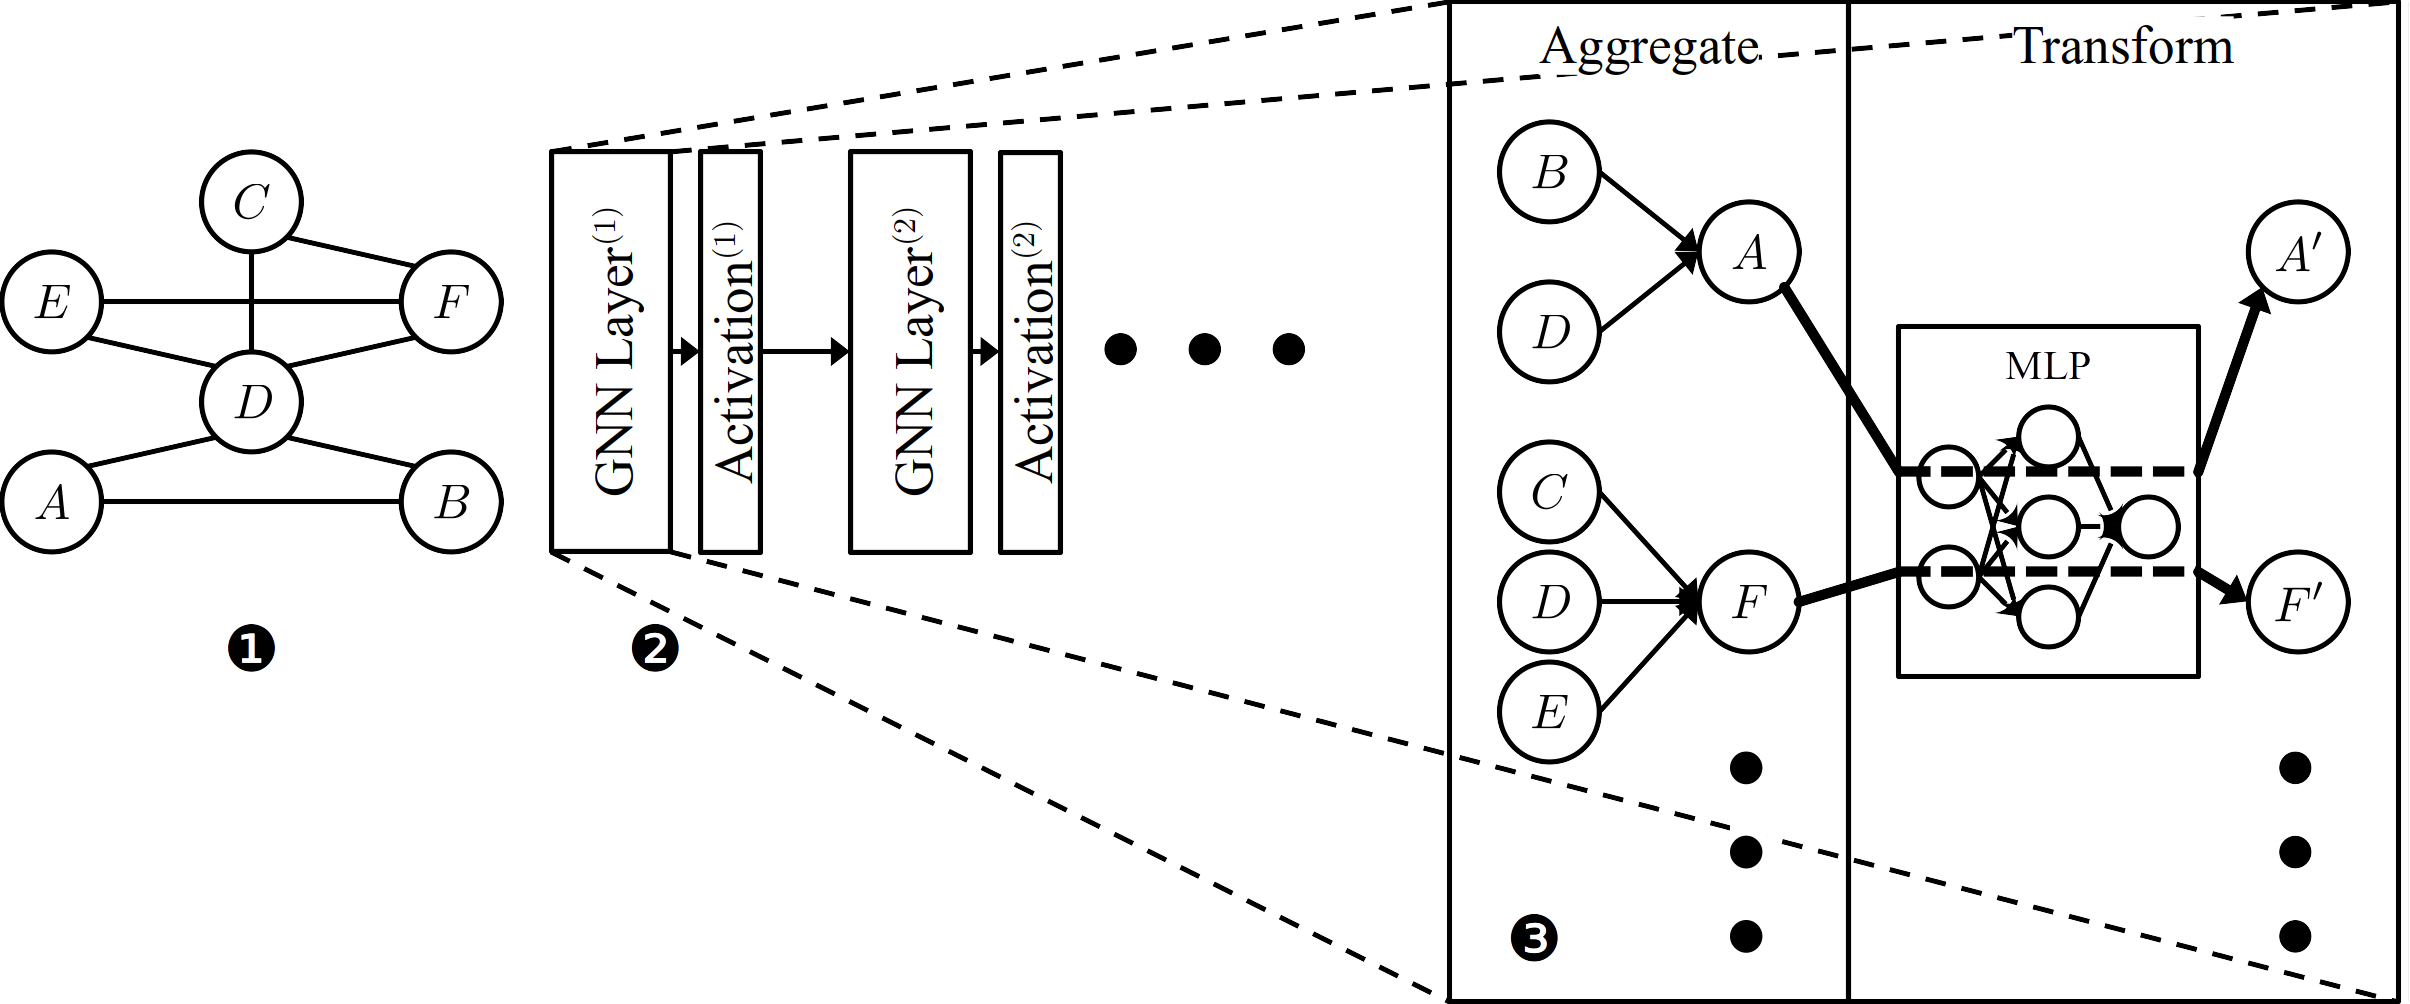 C
E
F
D
A
B
❶
GNN Layer⁽¹⁾
Activation⁽¹⁾
GNN Layer⁽²⁾
Activation⁽²⁾
❷
Aggregate
Transform
B
D
A
C
D
E
F
MLP
A′
F′
❸